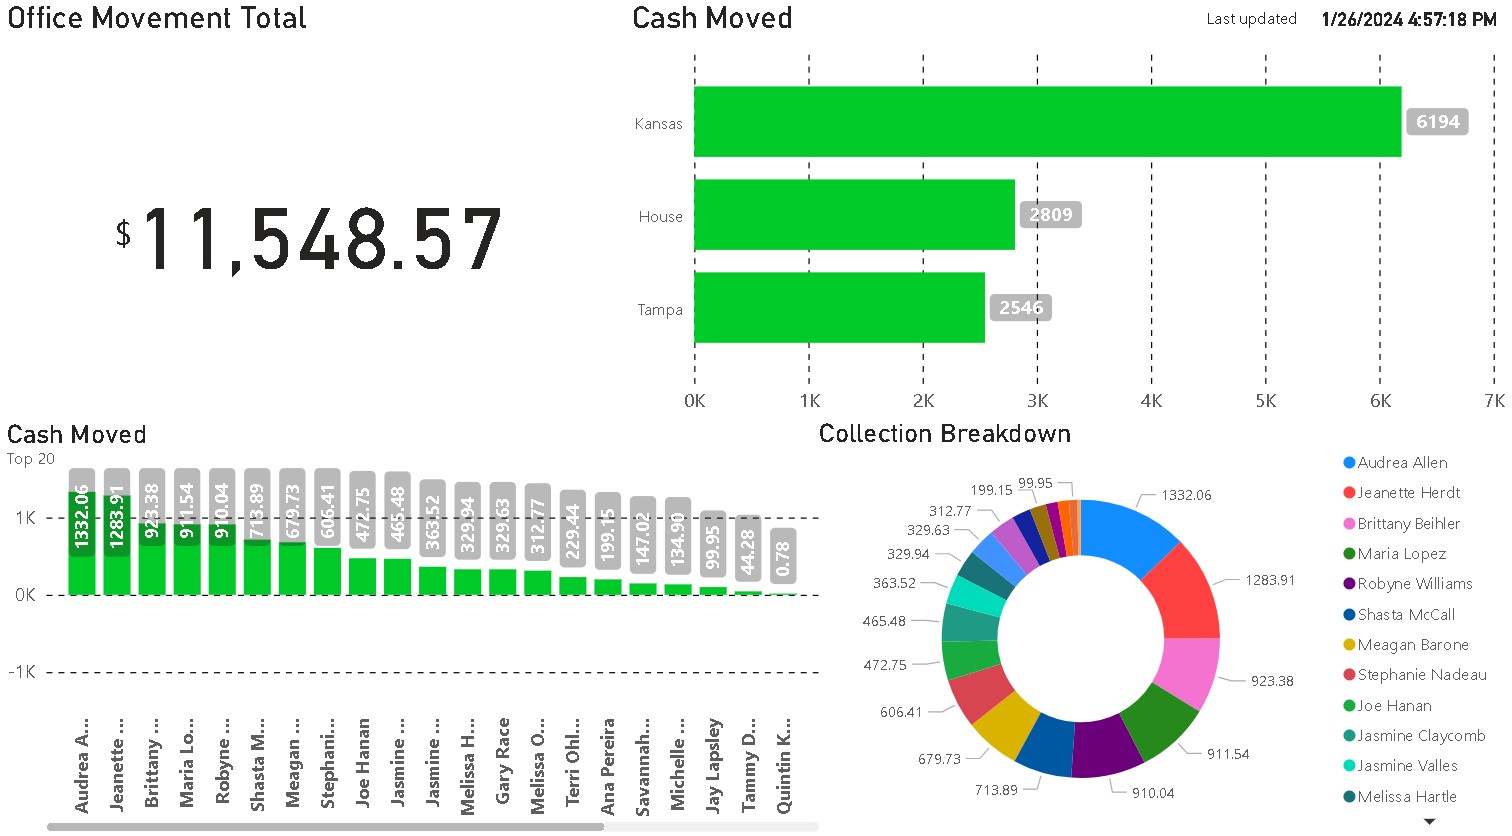 Office Movement Total
$ 11,548.57
Cash Moved
Last updated 1/26/2024 4:57:18 PM
Kansas 6194
House 2809
Tampa 2546
0K 1K 2K 3K 4K 5K 6K 7K
Cash Moved
Top 20
1K
0K
-1K
1332.06 1283.91 923.38 911.54 910.04 713.89 679.73 606.41 472.75 465.48 363.52 329.94 329.63 312.77 229.44 199.15 147.02 134.90 99.95 44.28 0.78
Audrea A...
Jeanette ...
Brittany ...
Maria Lo...
Robyne ...
Shasta M...
Meagan ...
Stephani...
Joe Hanan
Jasmine ...
Jasmine ...
Melissa H...
Gary Race
Melissa O...
Terri Ohl...
Ana Pereira
Savannah...
Michelle ...
Jay Lapsley
Tammy D...
Quintin K...
Collection Breakdown
1332.06
1283.91
923.38
911.54
910.04
713.89
679.73
606.41
472.75
465.48
363.52
329.94
329.63
312.77
199.15
99.95
Audrea Allen
Jeanette Herdt
Brittany Beihler
Maria Lopez
Robyne Williams
Shasta McCall
Meagan Barone
Stephanie Nadeau
Joe Hanan
Jasmine Claycomb
Jasmine Valles
Melissa Hartle